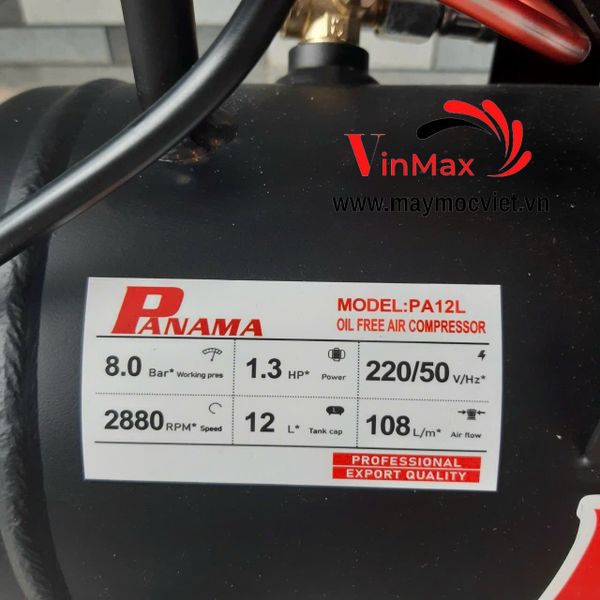 VinMax
www.maymocviet.vn
PANAMA
MODEL:PA12L
OIL FREE AIR COMPRESSOR
8.0 Bar* Working pres
1.3 HP* Power
220/50 V/Hz*
2880 RPM* Speed
12 L* Tank cap
108 L/m* Air flow
PROFESSIONAL
EXPORT QUALITY